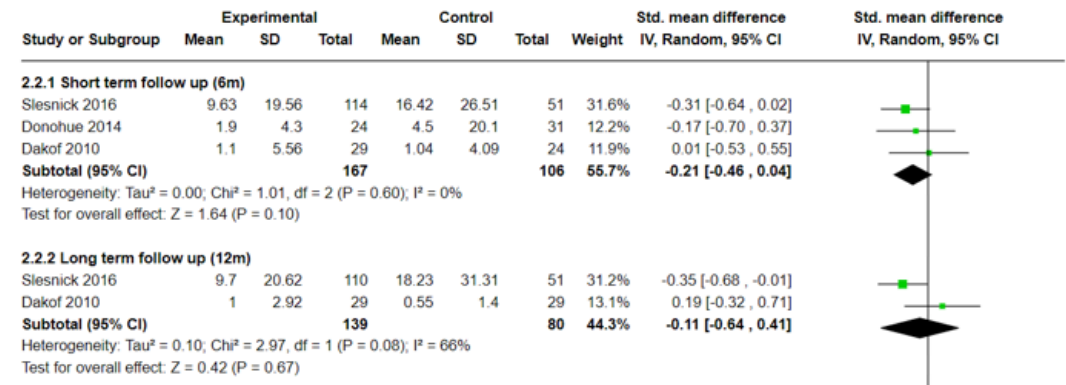 Experimental Control Std. mean difference Std. mean difference
Study or Subgroup Mean SD Total Mean SD Total Weight IV, Random, 95% CI IV, Random, 95% CI
2.2.1 Short term follow up (6m)
Slesnick 2016 9.63 19.56 114 16.42 26.51 51 31.6% -0.31 [-0.64 , 0.02]
Donohue 2014 1.9 4.3 24 4.5 20.1 31 12.2% -0.17 [-0.70 , 0.37]
Dakof 2010 1.1 5.56 29 1.04 4.09 24 11.9% 0.01 [-0.53 , 0.55]
Subtotal (95% CI) 167 106 55.7% -0.21 [-0.46 , 0.04]
Heterogeneity: Tau² = 0.00; Chi² = 1.01, df = 2 (P = 0.60); I² = 0%
Test for overall effect: Z = 1.64 (P = 0.10)
2.2.2 Long term follow up (12m)
Slesnick 2016 9.7 20.62 110 18.23 31.31 51 31.2% -0.35 [-0.68 , -0.01]
Dakof 2010 1 2.92 29 0.55 1.4 29 13.1% 0.19 [-0.32 , 0.71]
Subtotal (95% CI) 139 80 44.3% -0.11 [-0.64 , 0.41]
Heterogeneity: Tau² = 0.10; Chi² = 2.97, df = 1 (P = 0.08); I² = 66%
Test for overall effect: Z = 0.42 (P = 0.67)